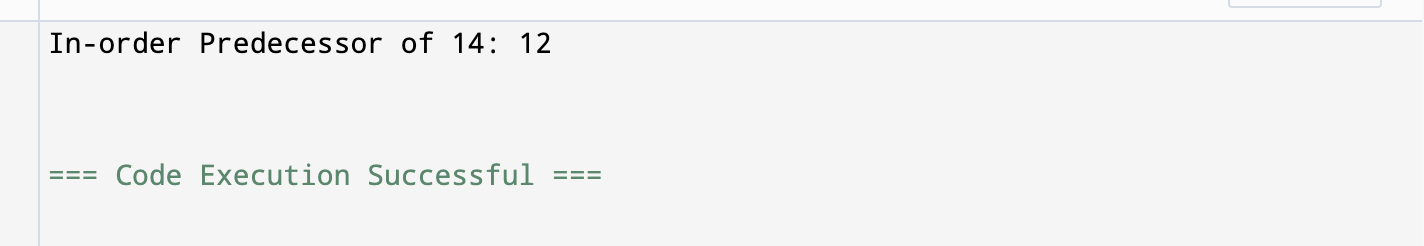 In-order Predecessor of 14: 12
=== Code Execution Successful ===